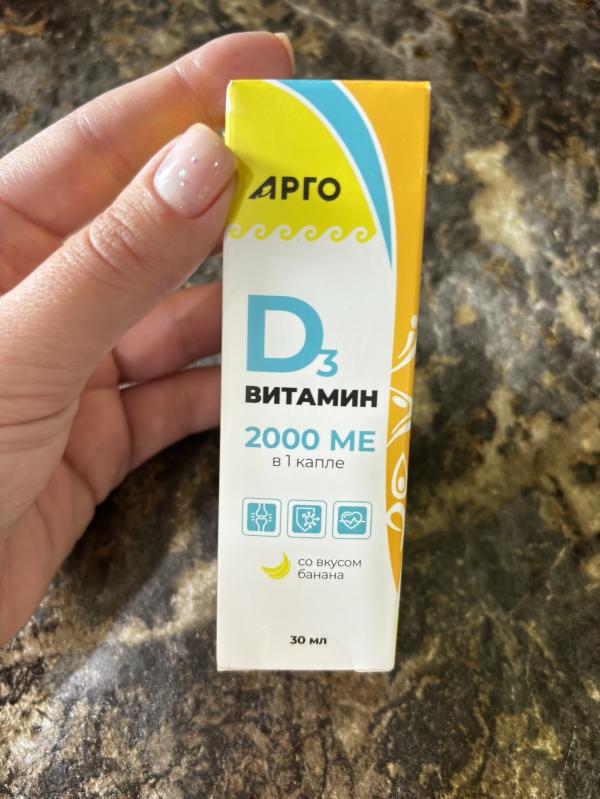 АРГО
D3
ВИТАМИН
2000 МЕ
в 1 капле
со вкусом
банана
30 мл